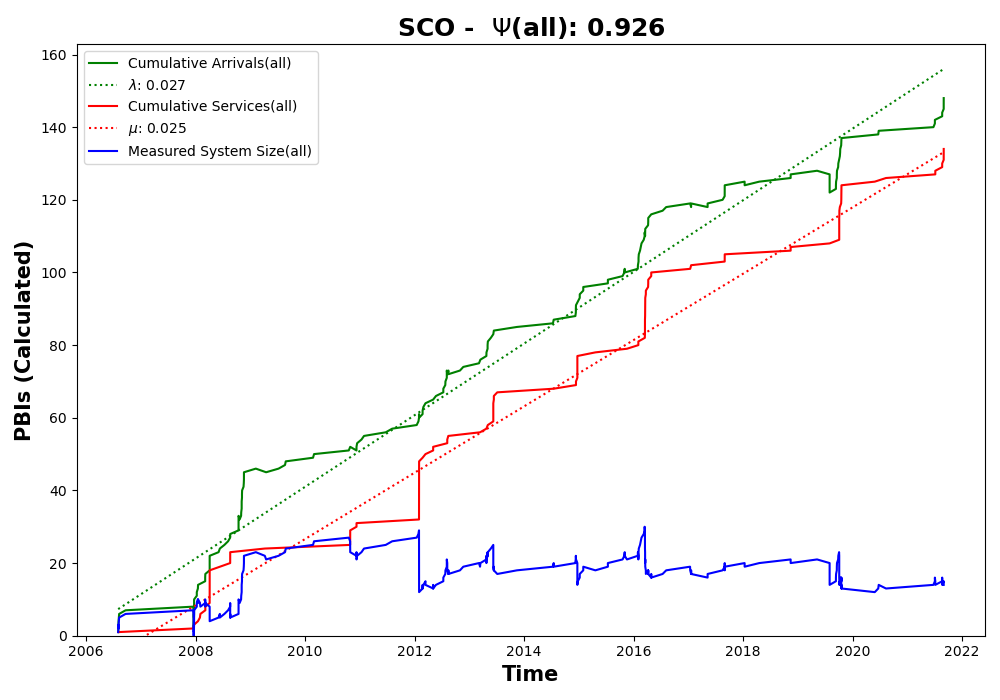 SCO -  Ψ(all): 0.926
PBIs (Calculated)
160
140
120
100
80
60
40
20
0
Cumulative Arrivals(all)
λ: 0.027
Cumulative Services(all)
μ: 0.025
Measured System Size(all)
2006 2008 2010 2012 2014 2016 2018 2020 2022
Time